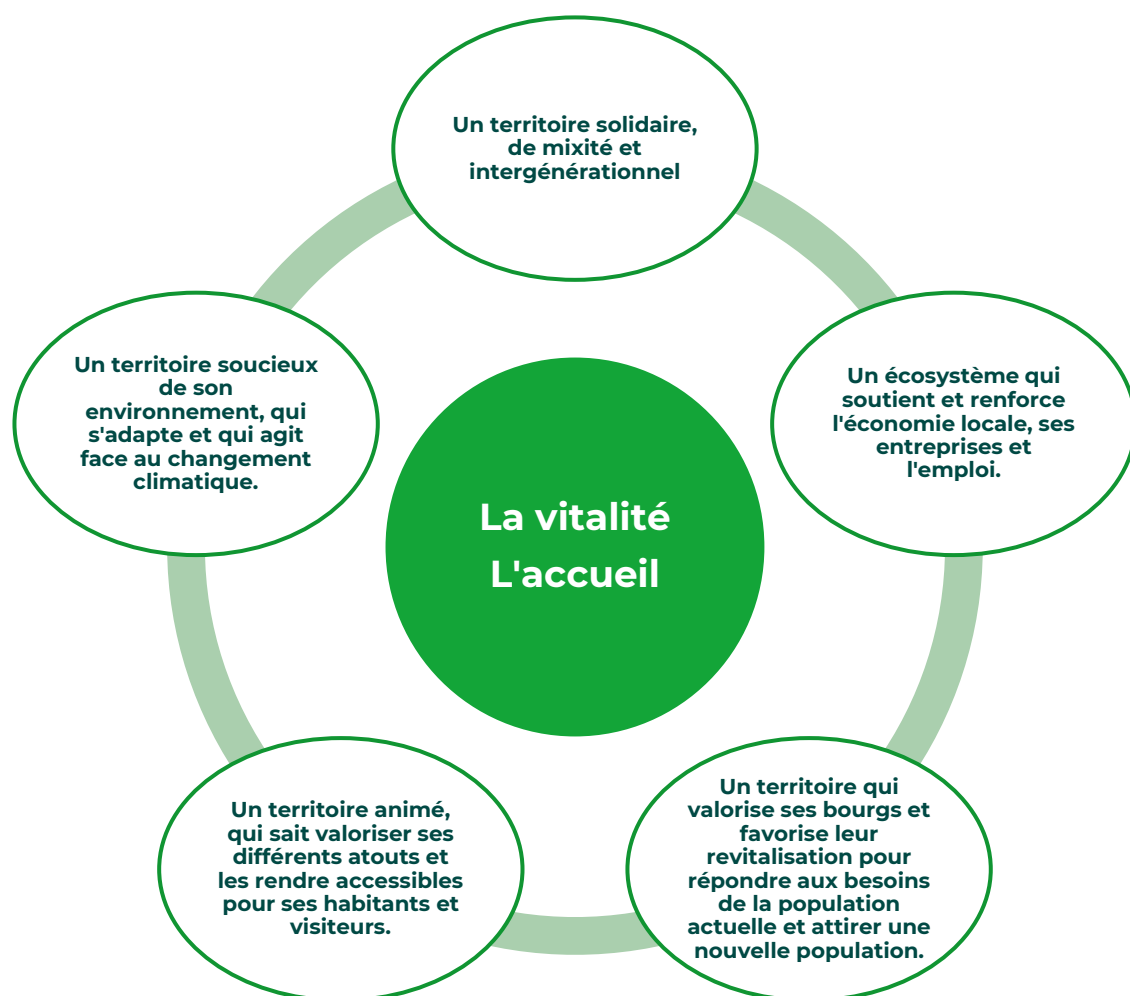 Un territoire solidaire,
de mixité et
intergénérationnel
Un écosystème qui
soutient et renforce
l'économie locale, ses
entreprises et
l'emploi.
Un territoire qui
valorise ses bourgs et
favorise leur
revitalisation pour
répondre aux besoins
de la population
actuelle et attirer une
nouvelle population.
Un territoire animé,
qui sait valoriser ses
différents atouts et
les rendre accessibles
pour ses habitants et
visiteurs.
Un territoire soucieux
de son
environnement, qui
s'adapte et qui agit
face au changement
climatique.
La vitalité
L'accueil